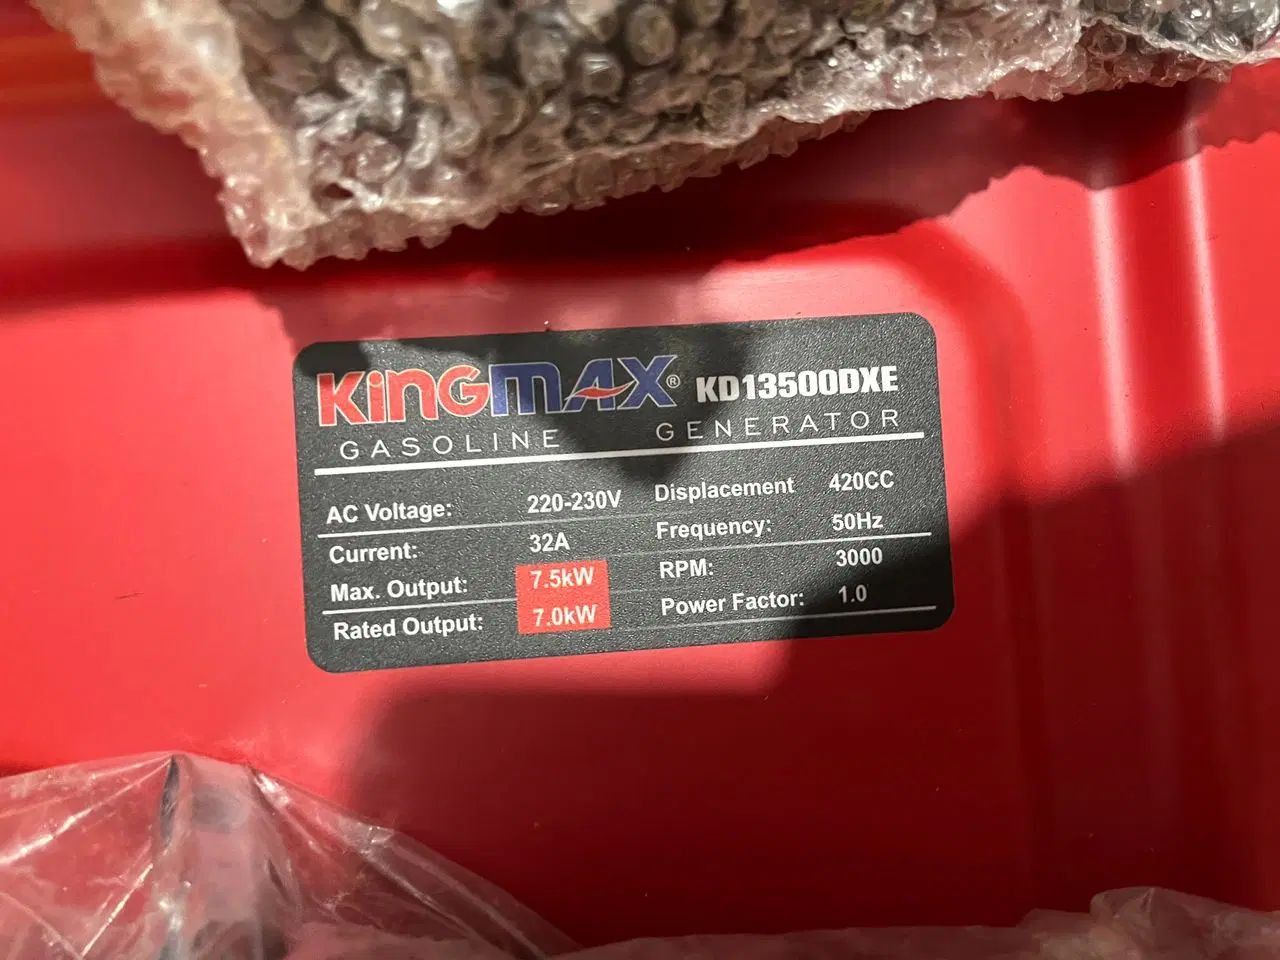 KiNGMAX® KD13500DXE
GASOLINE GENERATOR
AC Voltage: 220-230V
Current: 32A
Max. Output: 7.5kW
Rated Output: 7.0kW
Displacement 420CC
Frequency: 50Hz
RPM: 3000
Power Factor: 1.0